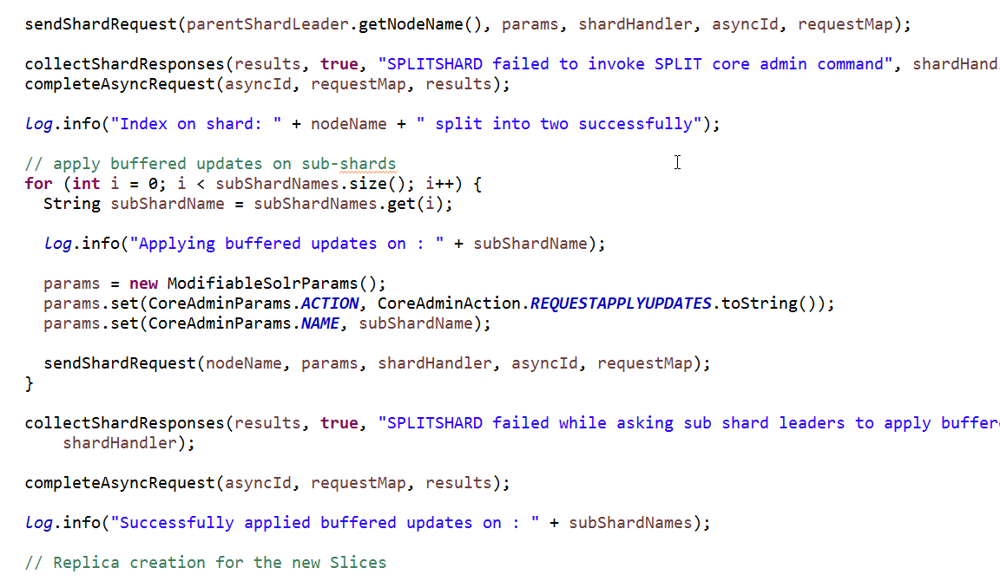 sendShardRequest(parentShardLeader.getNodeName(), params, shardHandler, asyncId, requestMap);
collectShardResponses(results, true, "SPLITSHARD failed to invoke SPLIT core admin command", shardHand
completeAsyncRequest(asyncId, requestMap, results);
log.info("Index on shard: " + nodeName + " split into two successfully");
// apply buffered updates on sub-shards
for (int i = 0; i < subShardNames.size(); i++) {
String subShardName = subShardNames.get(i);
log.info("Applying buffered updates on : " + subShardName);
params = new ModifiableSolrParams();
params.set(CoreAdminParams.ACTION, CoreAdminAction.REQUESTAPPLYUPDATES.toString());
params.set(CoreAdminParams.NAME, subShardName);
sendShardRequest(nodeName, params, shardHandler, asyncId, requestMap);
}
collectShardResponses(results, true, "SPLITSHARD failed while asking sub shard leaders to apply buffer
shardHandler);
completeAsyncRequest(asyncId, requestMap, results);
log.info("Successfully applied buffered updates on : " + subShardNames);
// Replica creation for the new Slices